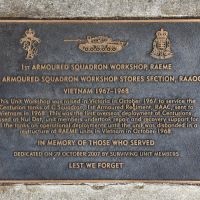 1ST ARMOURED SQUADRON WORKSHOP, RAEME
ARMOURED SQUADRON WORKSHOP STORES SECTION, RAAOC
VIETNAM 1967-1968
This Unit Workshop was raised in Victoria in October 1967 to service the
Centurion tanks of C Squadron, 1st Armoured Regiment, RAAC, sent to
Vietnam in 1968. This was the first overseas deployment of Centurions.
Based at Nui Dat, unit members undertook repair and recovery support for
the tanks on operational deployments until the unit was disbanded in a
restructure of RAEME units in Vietnam in October 1968.
IN MEMORY OF THOSE WHO SERVED
DEDICATED ON 29 OCTOBER 2007 BY SURVIVING UNIT MEMBERS
LEST WE FORGET